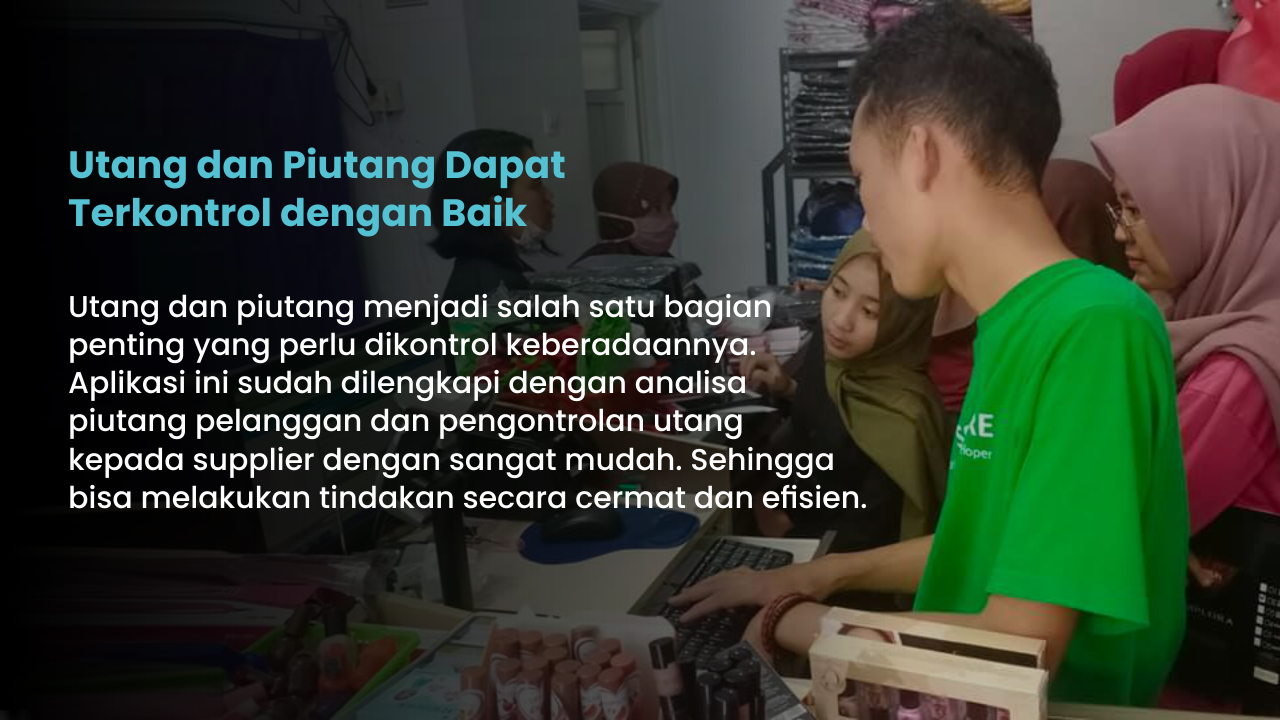 Utang dan Piutang Dapat
Terkontrol dengan Baik
Utang dan piutang menjadi salah satu bagian
penting yang perlu dikontrol keberadaannya.
Aplikasi ini sudah dilengkapi dengan analisa
piutang pelanggan dan pengontrolan utang
kepada supplier dengan sangat mudah. Sehingga
bisa melakukan tindakan secara cermat dan efisien.